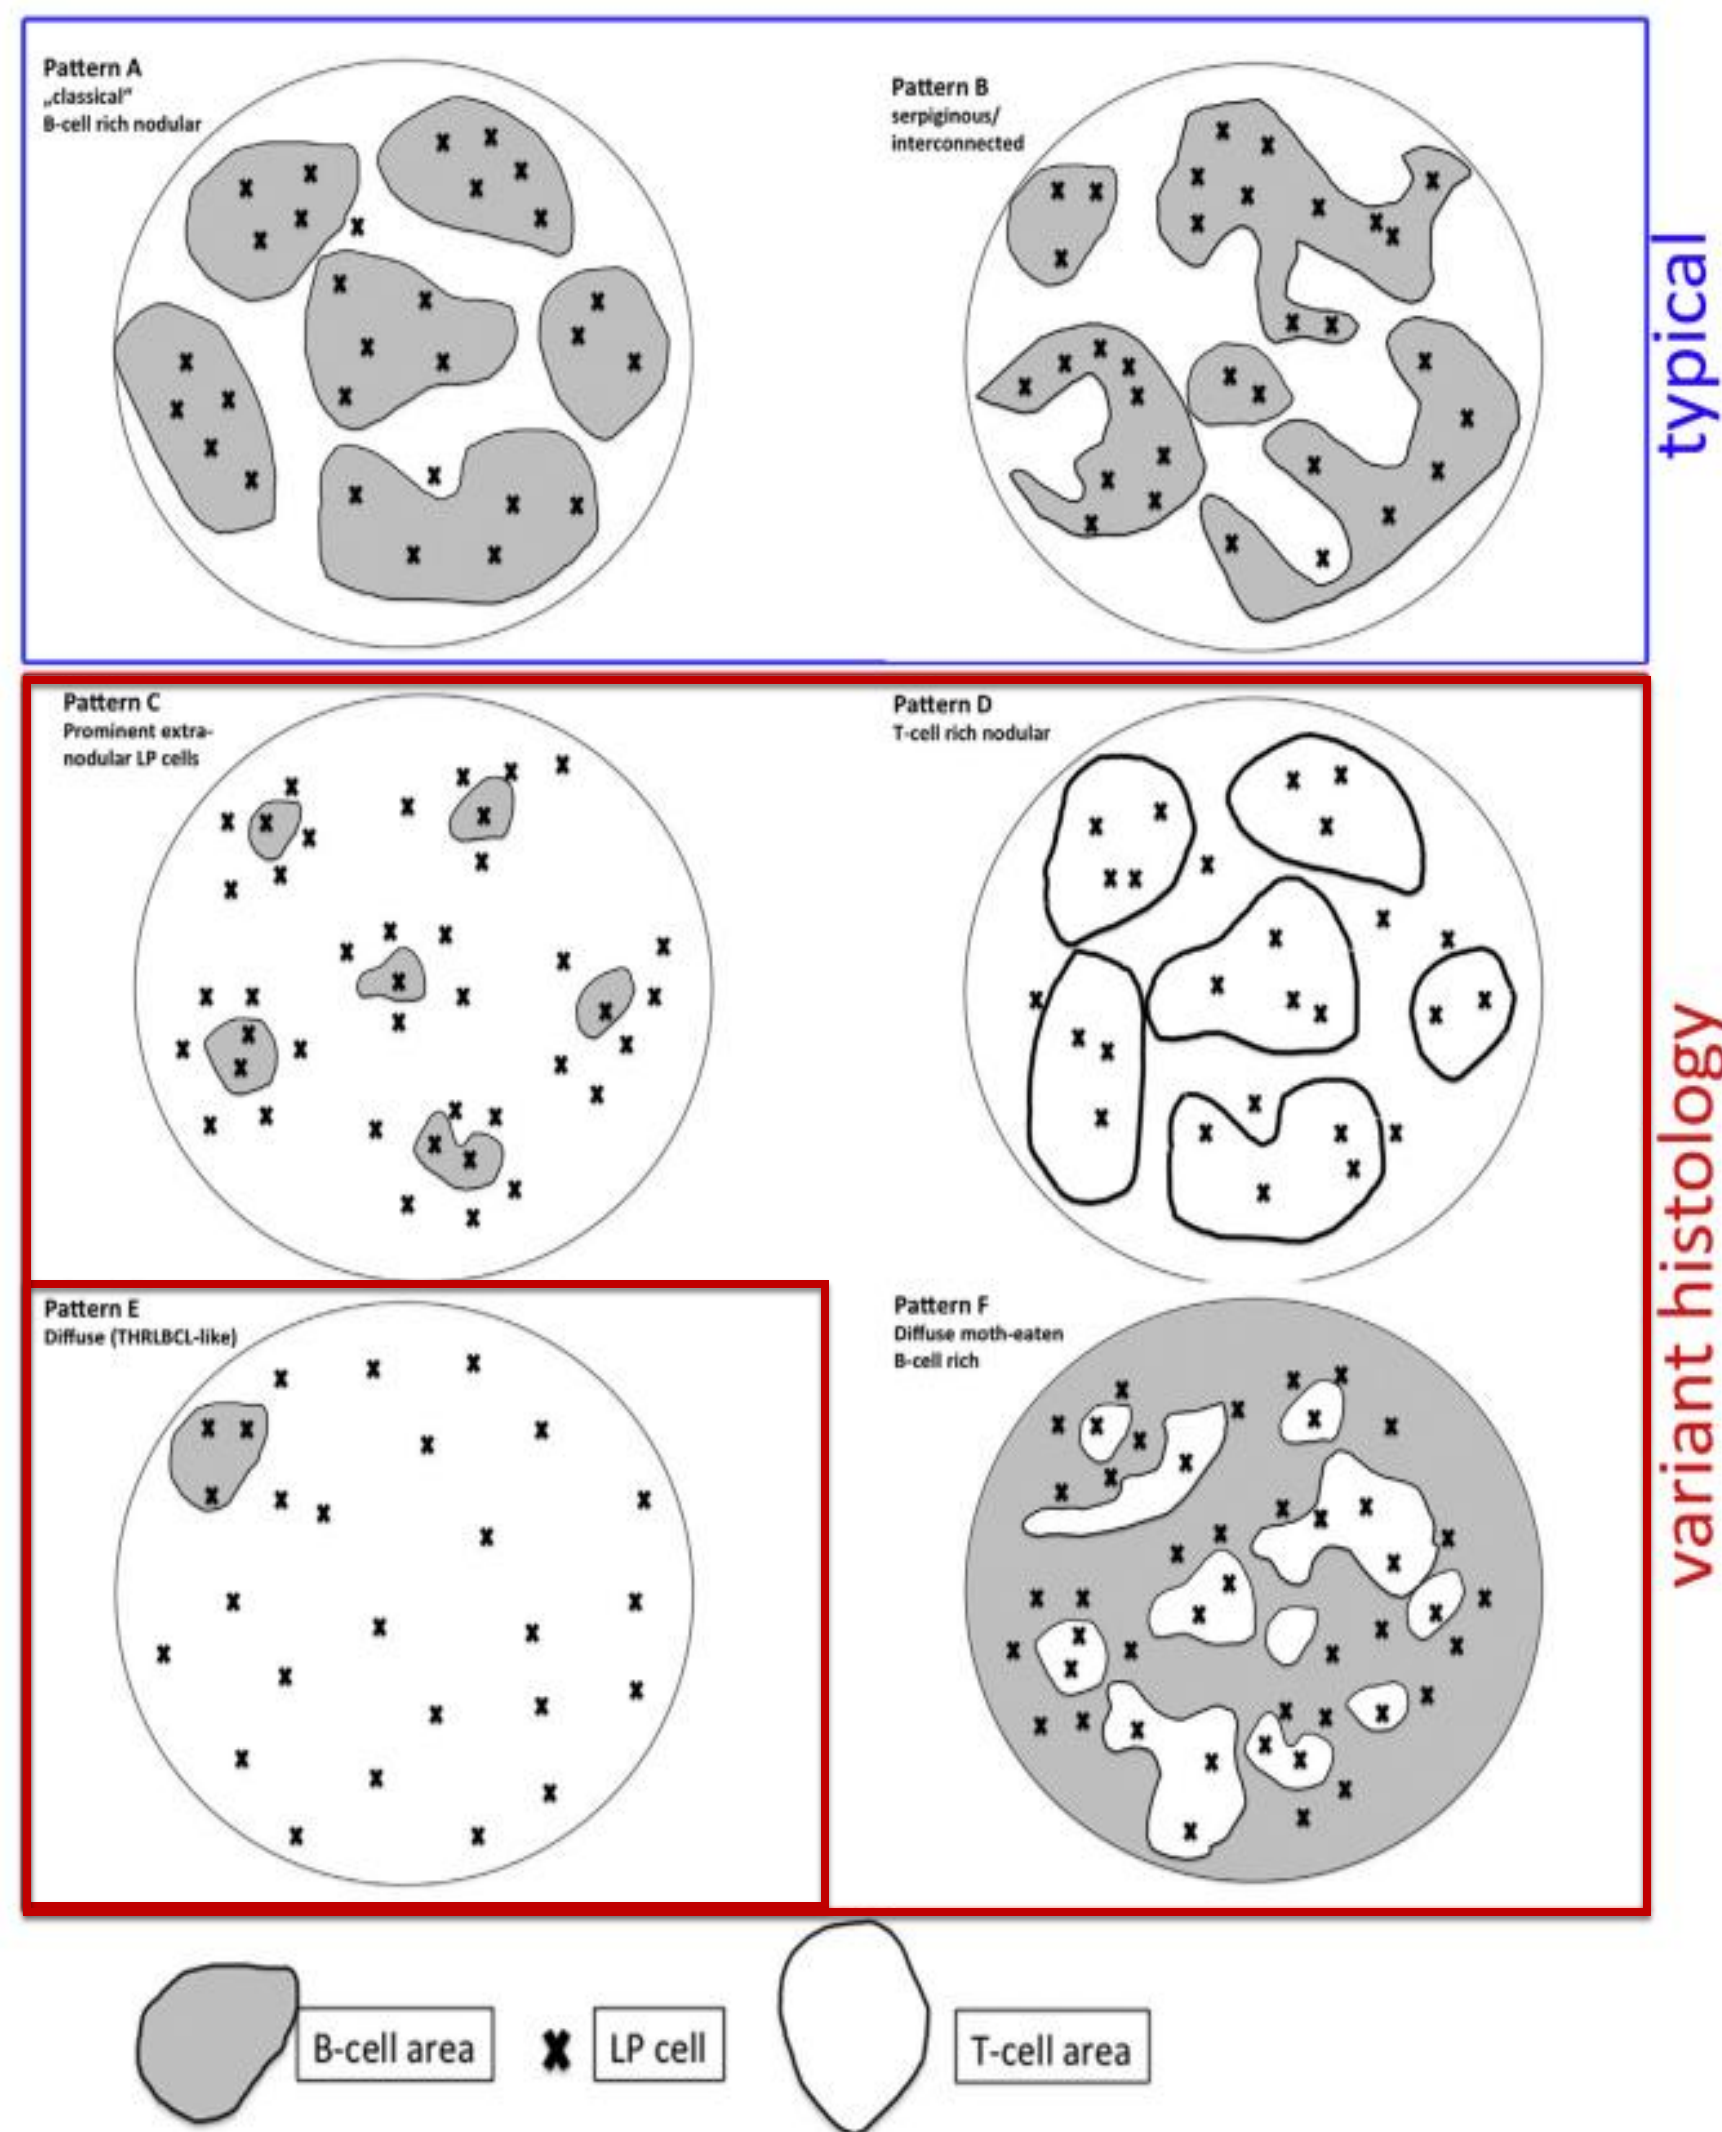 Pattern A
„classical"
B-cell rich nodular
Pattern B
serpiginous/
interconnected
typical
Pattern C
Prominent extra-
nodular LP cells
Pattern D
T-cell rich nodular
Pattern E
Diffuse (THRLBCL-like)
Pattern F
Diffuse moth-eaten
B-cell rich
variant histology
B-cell area
LP cell
T-cell area